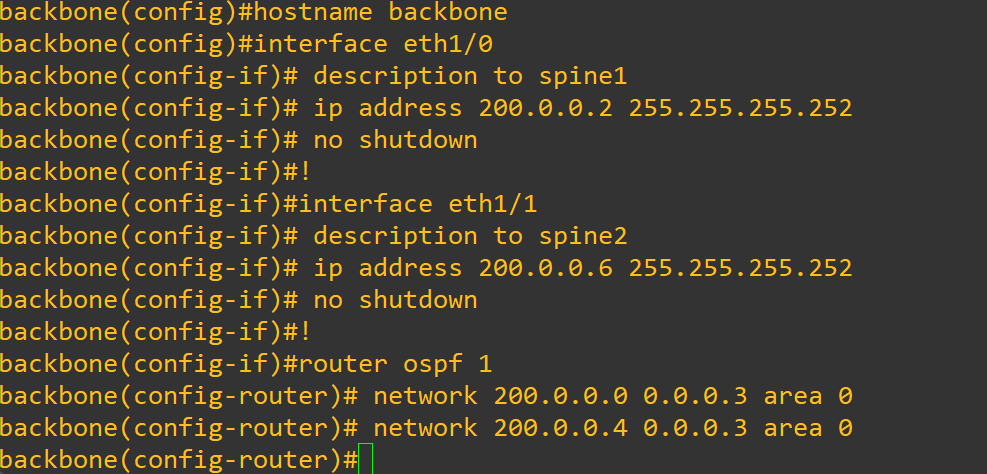 backbone(config)#hostname backbone
backbone(config)#interface eth1/0
backbone(config-if)# description to spine1
backbone(config-if)# ip address 200.0.0.2 255.255.255.252
backbone(config-if)# no shutdown
backbone(config-if)#!
backbone(config-if)#interface eth1/1
backbone(config-if)# description to spine2
backbone(config-if)# ip address 200.0.0.6 255.255.255.252
backbone(config-if)# no shutdown
backbone(config-if)#!
backbone(config-if)#router ospf 1
backbone(config-router)# network 200.0.0.0 0.0.0.3 area 0
backbone(config-router)# network 200.0.0.4 0.0.0.3 area 0
backbone(config-router)#